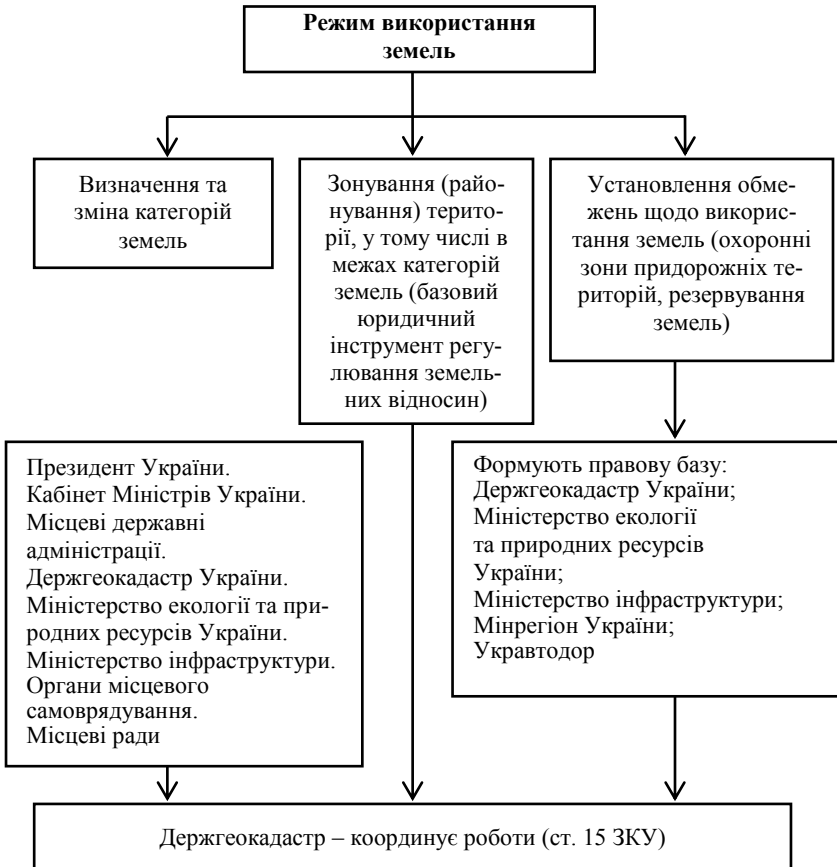 Режим використання
земель
Визначення та
зміна категорій
земель
Зонування (райо-
нування) терито-
рії, у тому числі в
межах категорій
земель (базовий
юридичний
інструмент регу-
лювання земель-
них відносин)
Установлення обме-
жень щодо викорис-
тання земель (охоронні
зони придорожніх те-
риторій, резервування
земель)
Президент України.
Кабінет Міністрів України.
Місцеві державні
адміністрації.
Держгеокадастр України.
Міністерство екології та при-
родних ресурсів України.
Міністерство інфраструктури.
Органи місцевого
самоврядування.
Місцеві ради
Формують правову базу:
Держгеокадастр України;
Міністерство екології
та природних ресурсів
України;
Міністерство інфраструктури;
Мінрегіон України;
Укравтодор
Держгеокадастр – координує роботи (ст. 15 ЗКУ)